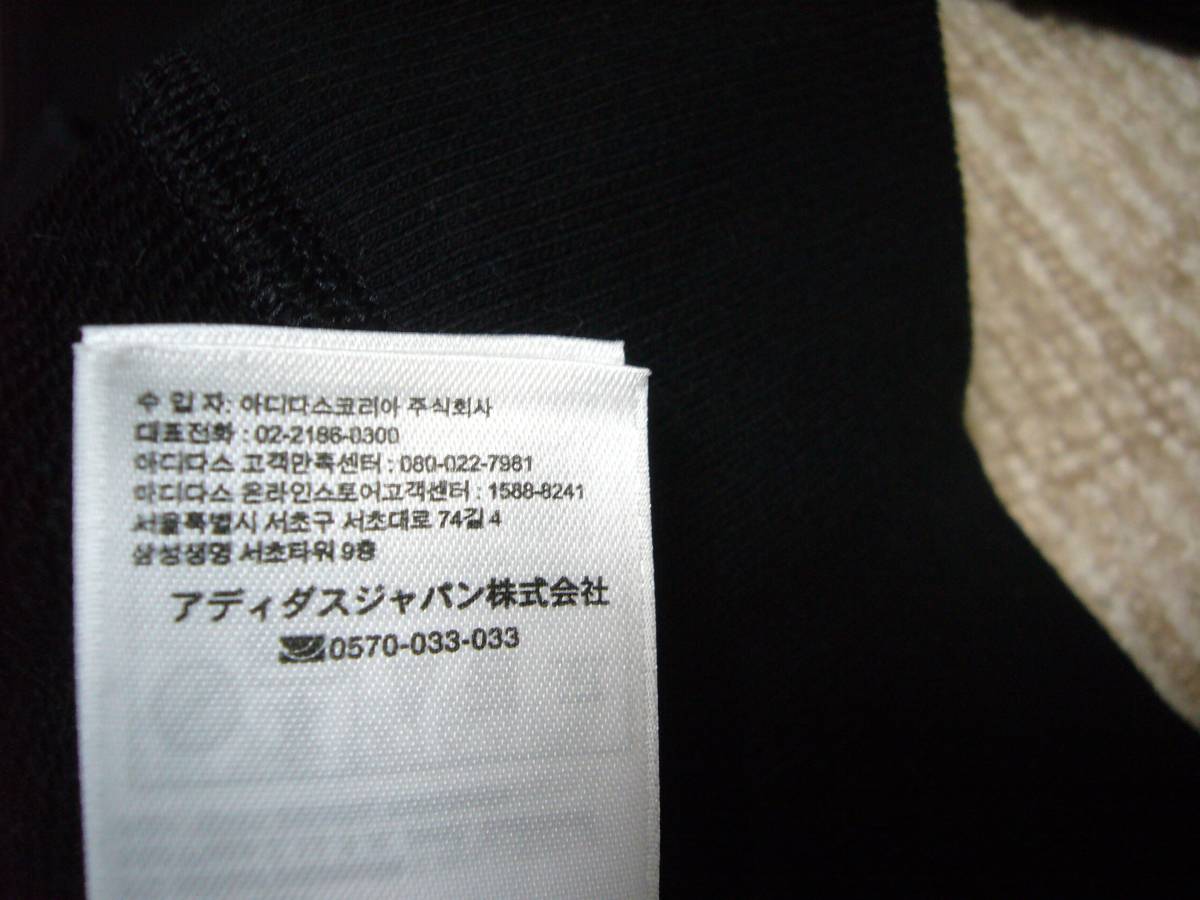 수 입 자: 아디다스코리아 주식회사
대표전화 : 02-2186-0300
아디다스 고객만족센터 : 080-022-7981
아디다스 온라인스토어고객센터 : 1588-8241
서울특별시 서초구 서초대로 74길 4
삼성생명 서초타워 9층
アディダスジャパン株式会社
0570-033-033